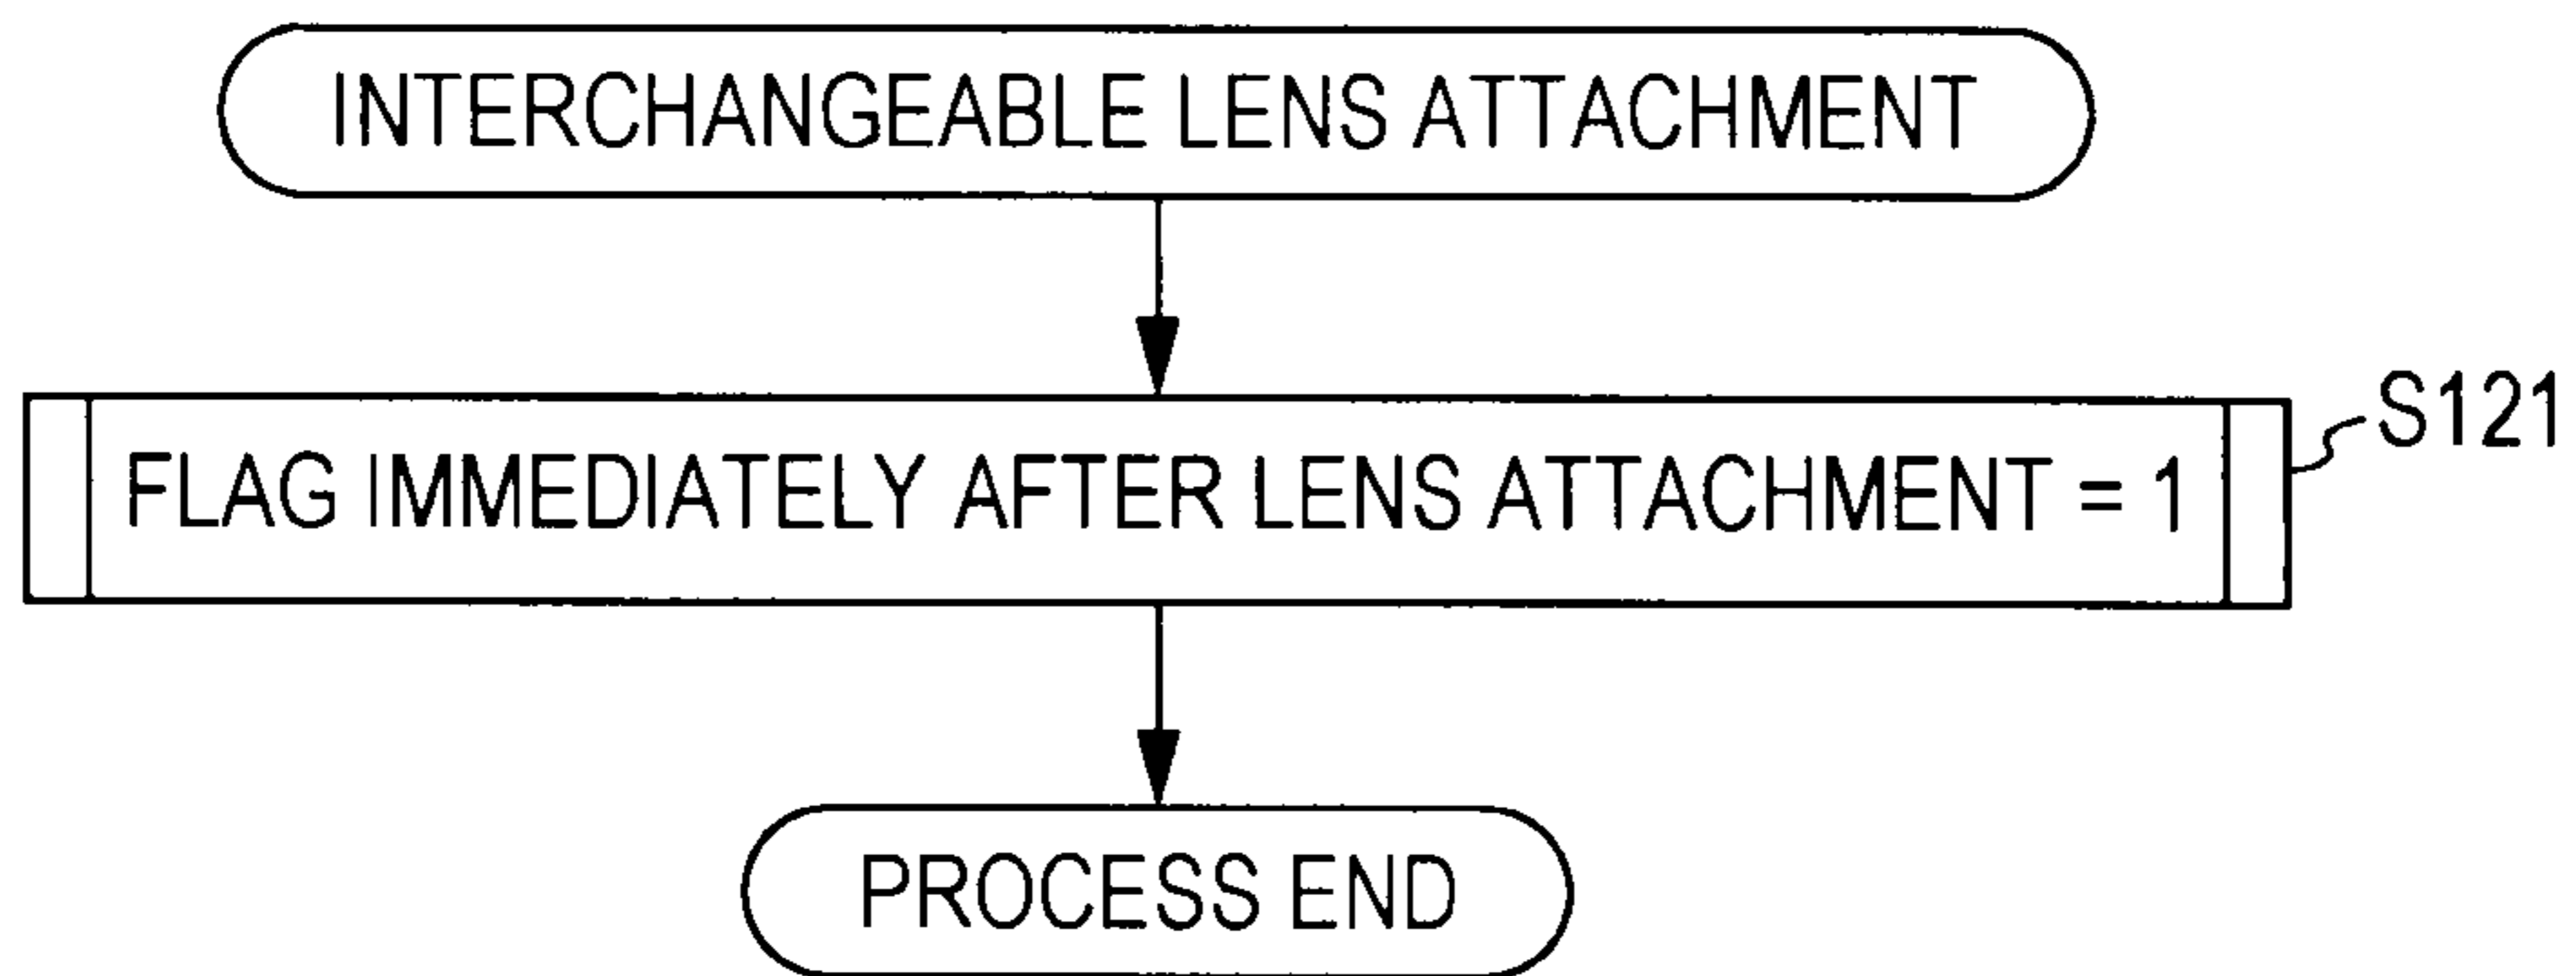 INTERCHANGEABLE LENS ATTACHMENT
FLAG IMMEDIATELY AFTER LENS ATTACHMENT = 1
S121
PROCESS END